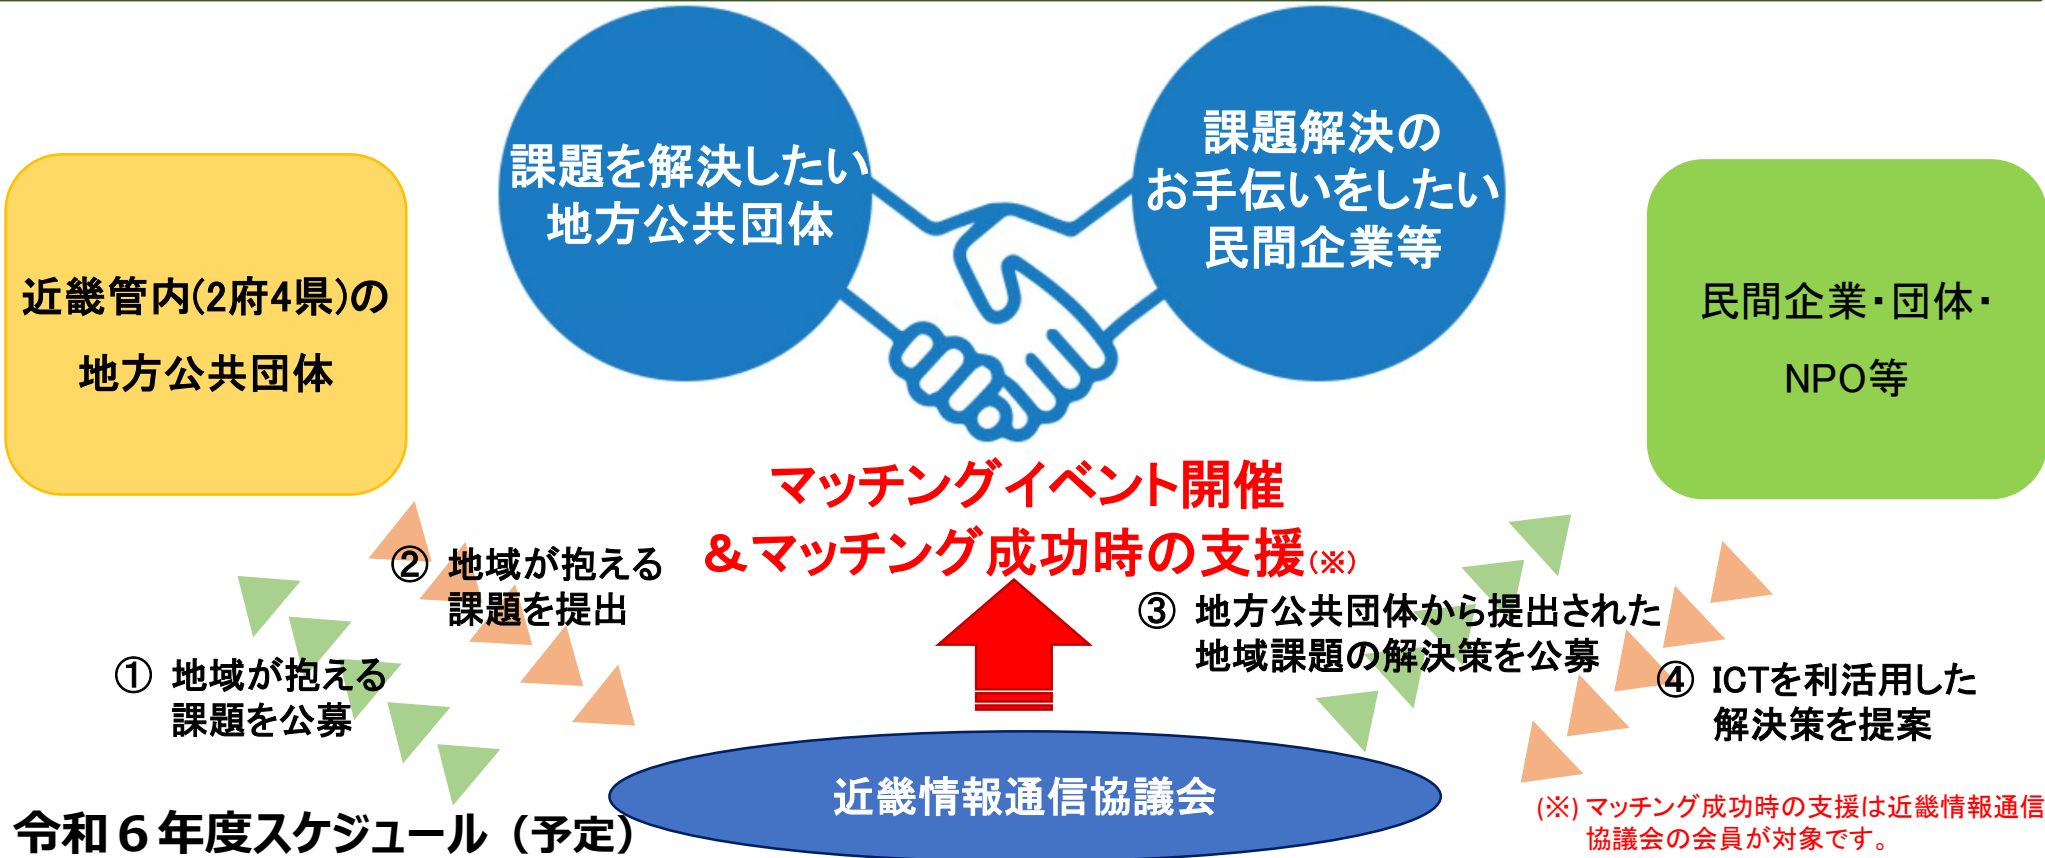 課題を解決したい
地方公共団体
課題解決の
お手伝いをしたい
民間企業等
近畿管内(2府4県)の
地方公共団体
民間企業・団体・
NPO等
マッチングイベント開催
＆マッチング成功時の支援(※)
② 地域が抱える
課題を提出
① 地域が抱える
課題を公募
③ 地方公共団体から提出された
地域課題の解決策を公募
④ ICTを利活用した
解決策を提案
近畿情報通信協議会
(※) マッチング成功時の支援は近畿情報通信
協議会の会員が対象です。
令和６年度スケジュール（予定）